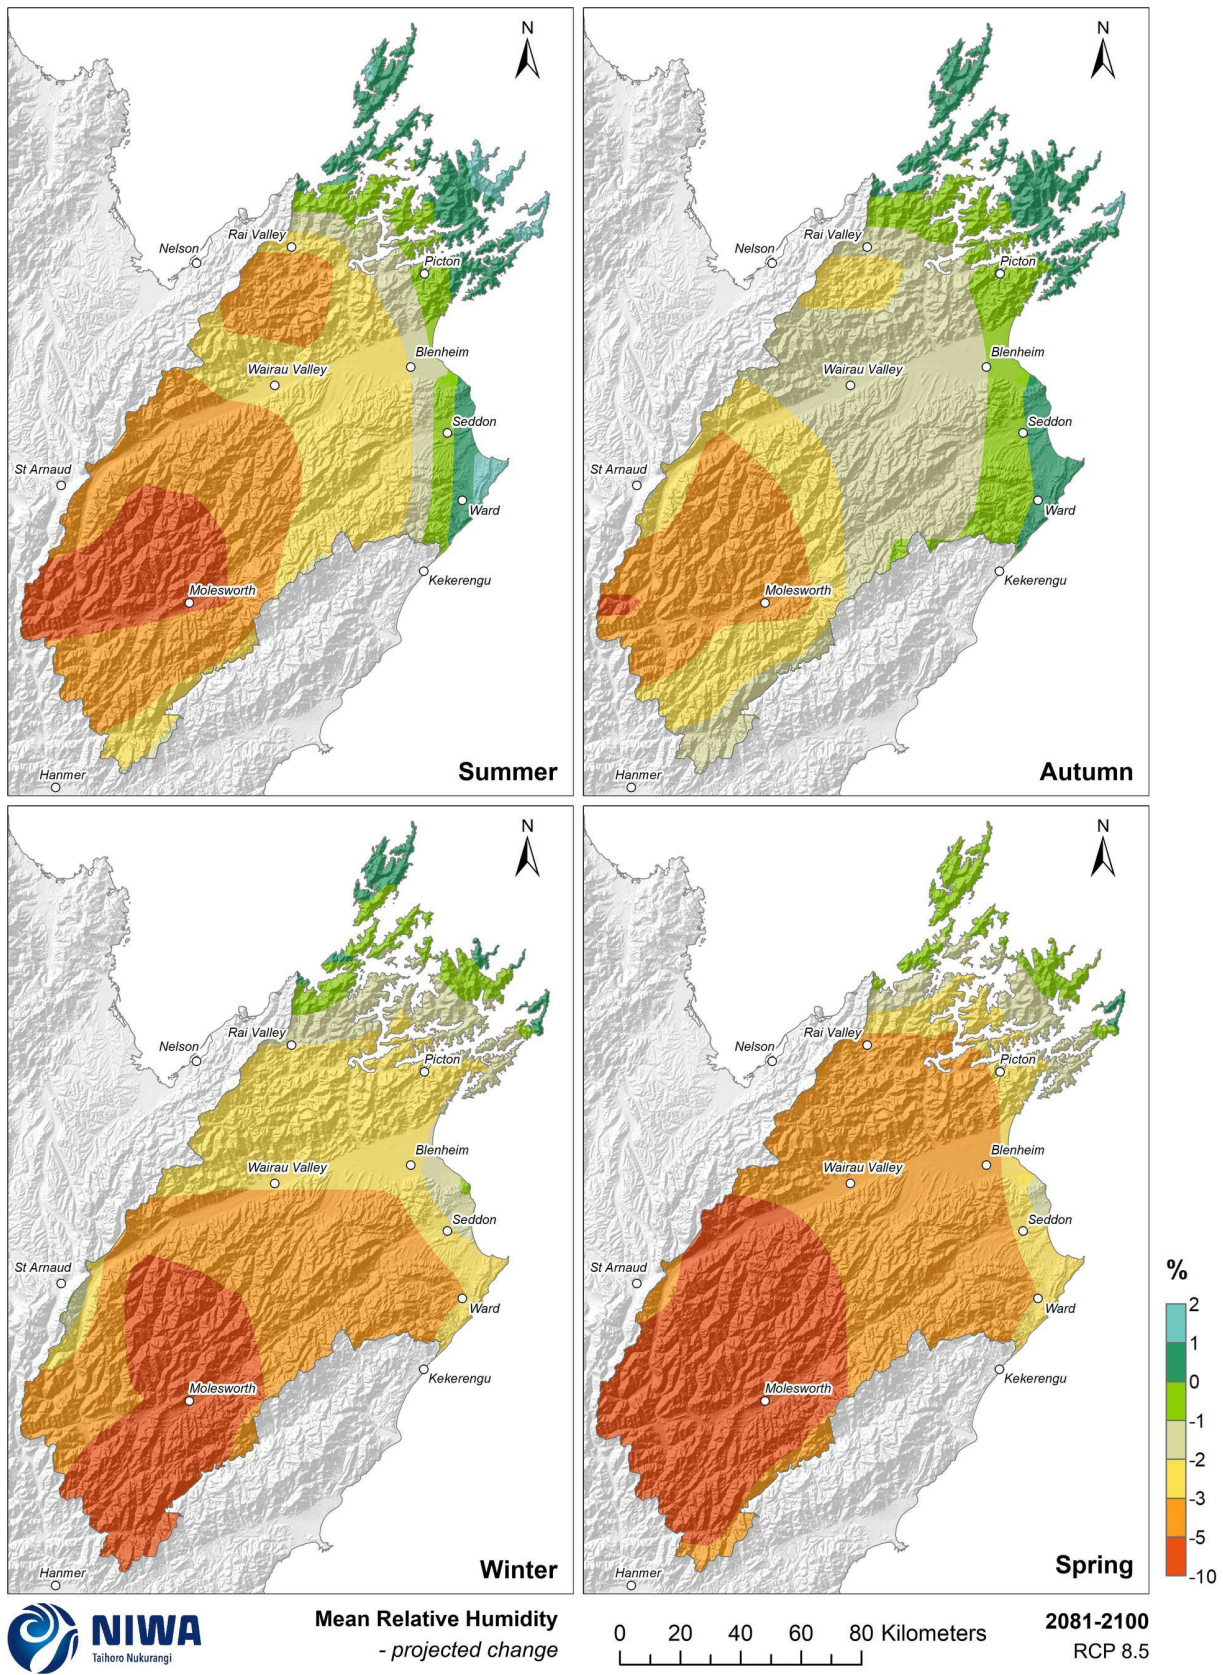 N
Rai Valley
Nelson
Picton
Blenheim
Wairau Valley
Seddon
St Arnaud
Ward
Kekerengu
Molesworth
Hanmer
Summer
N
Rai Valley
Nelson
Picton
Blenheim
Wairau Valley
Seddon
St Arnaud
Ward
Kekerengu
Molesworth
Hanmer
Autumn
N
Rai Valley
Nelson
Picton
Blenheim
Wairau Valley
Seddon
St Arnaud
Ward
Kekerengu
Molesworth
Hanmer
Winter
N
Rai Valley
Nelson
Picton
Blenheim
Wairau Valley
Seddon
St Arnaud
Ward
Kekerengu
Molesworth
Hanmer
Spring
%
2
1
0
-1
-2
-3
-5
-10
NIWA
Taihoro Nukurangi
Mean Relative Humidity
- projected change
0 20 40 60 80 Kilometers
2081-2100
RCP 8.5